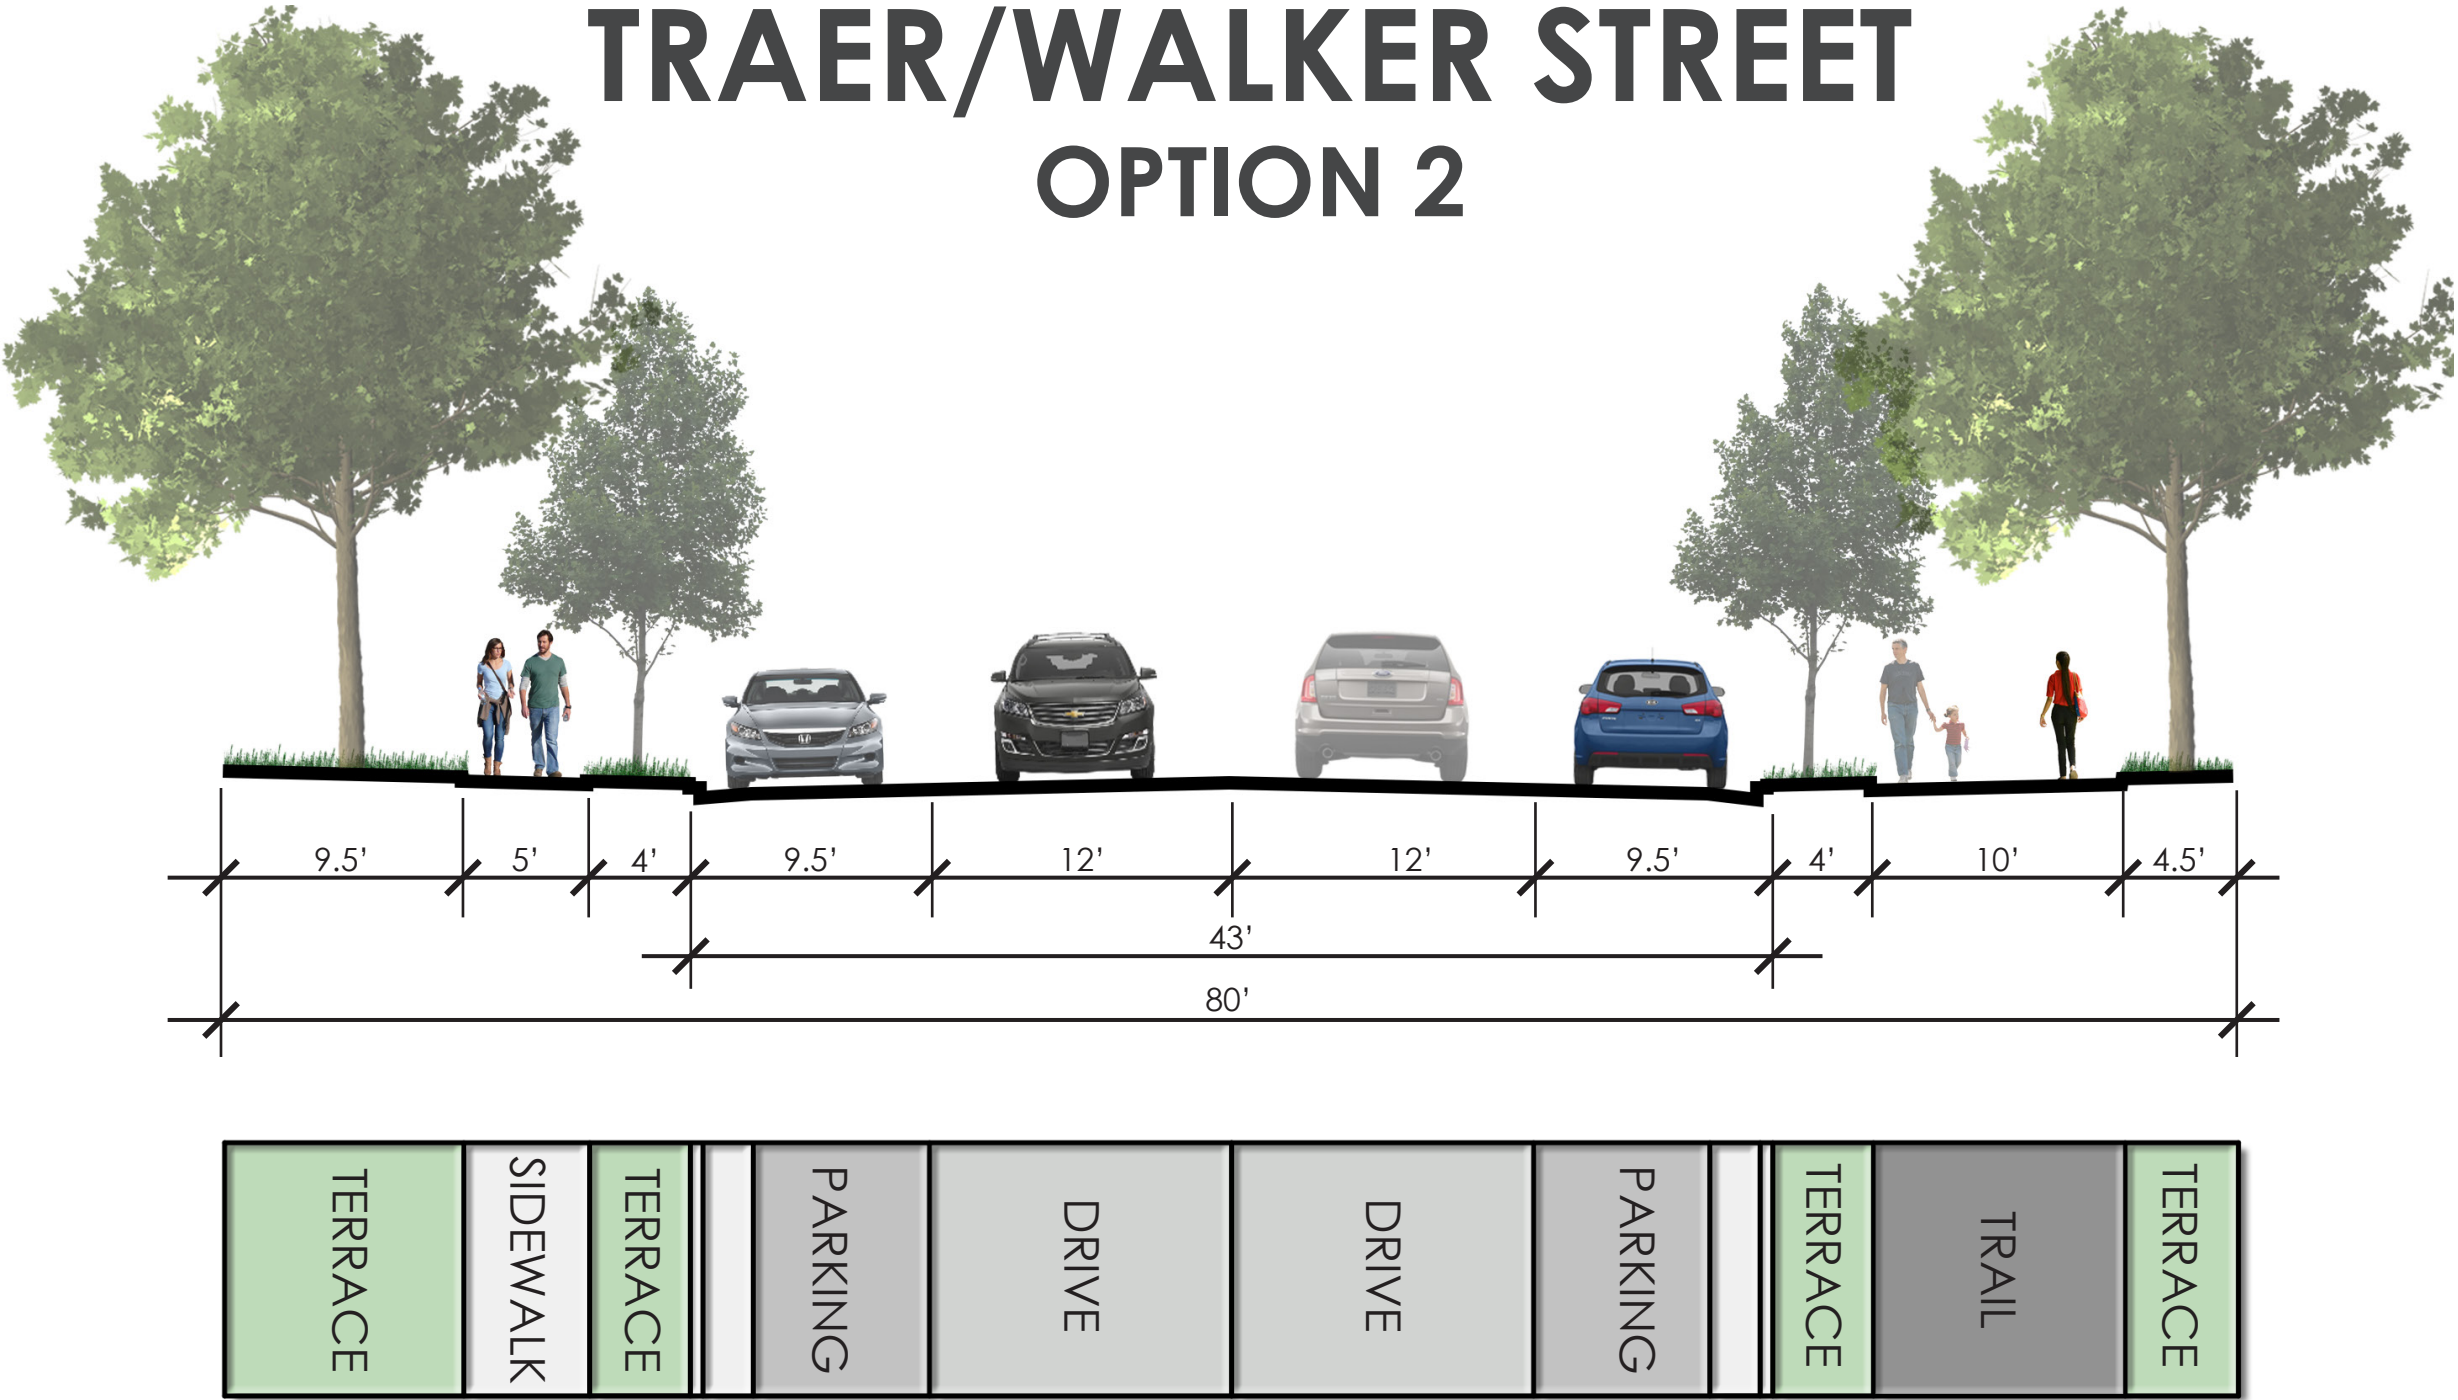 TRAER/WALKER STREET
OPTION 2
9.5’ 5’ 4’ 9.5’ 12’ 12’ 9.5’ 4’ 10’ 4.5’
43’
80’
TERRACE
SIDEWALK
TERRACE
PARKING
DRIVE
DRIVE
PARKING
TERRACE
TRAIL
TERRACE